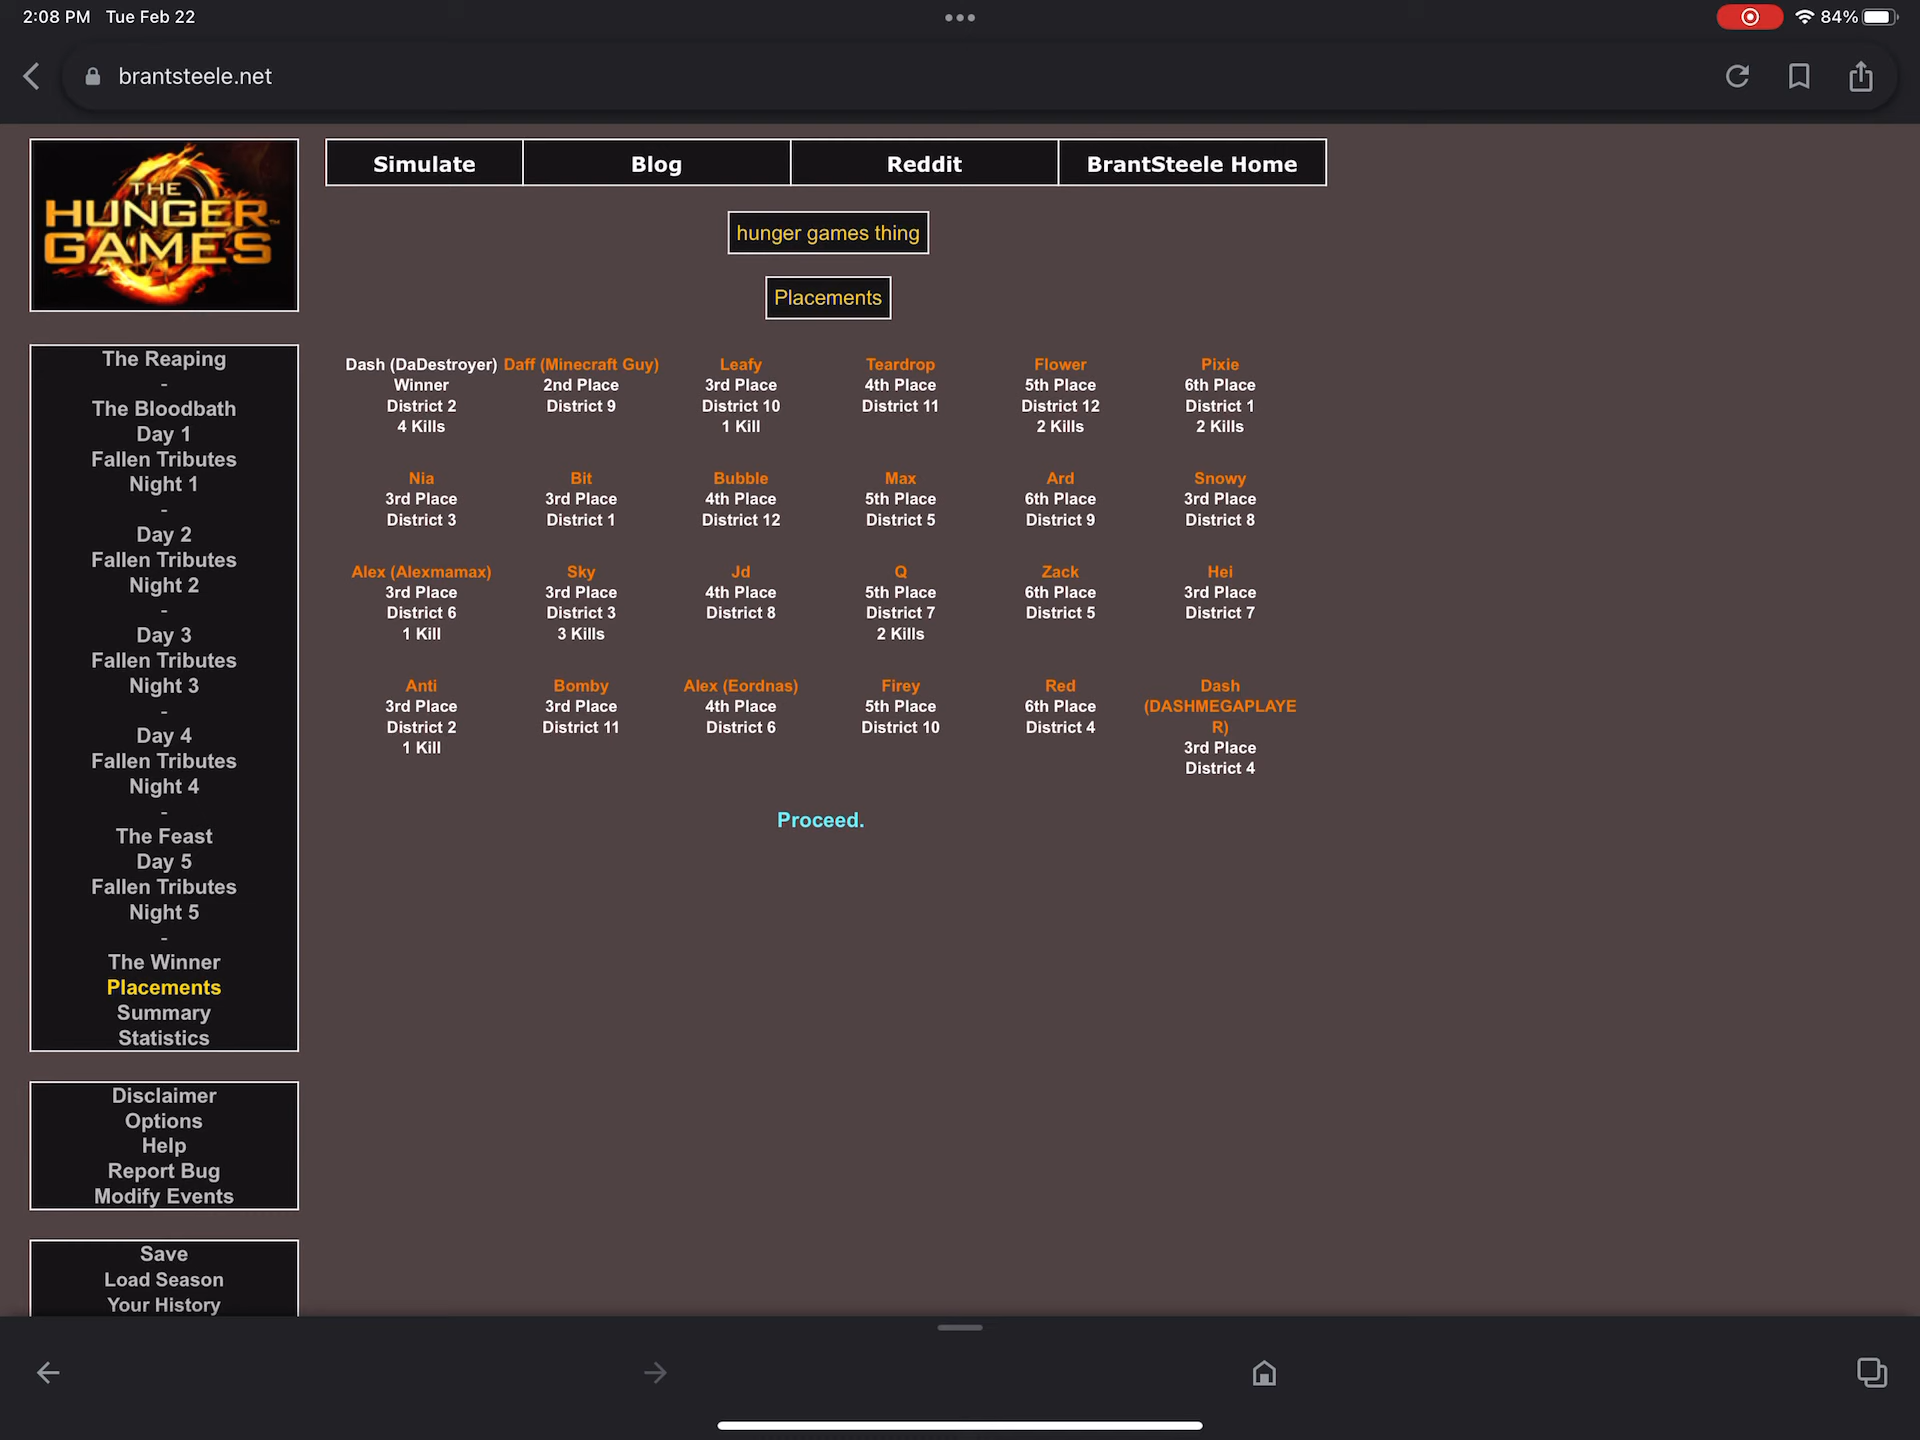 2:08 PM Tue Feb 22
84%
brantsteele.net
THE
HUNGER
GAMES
™
Simulate Blog Reddit BrantSteele Home
hunger games thing
Placements
The Reaping
-
The Bloodbath
Day 1
Fallen Tributes
Night 1
-
Day 2
Fallen Tributes
Night 2
-
Day 3
Fallen Tributes
Night 3
-
Day 4
Fallen Tributes
Night 4
-
The Feast
Day 5
Fallen Tributes
Night 5
-
The Winner
Placements
Summary
Statistics
Disclaimer
Options
Help
Report Bug
Modify Events
Save
Load Season
Your History
Dash (DaDestroyer) Daff (Minecraft Guy) Leafy Teardrop Flower Pixie
Winner 2nd Place 3rd Place 4th Place 5th Place 6th Place
District 2 District 9 District 10 District 11 District 12 District 1
4 Kills 1 Kill 2 Kills 2 Kills
Nia Bit Bubble Max Ard Snowy
3rd Place 3rd Place 4th Place 5th Place 6th Place 3rd Place
District 3 District 1 District 12 District 5 District 9 District 8
Alex (Alexmamax) Sky Jd Q Zack Hei
3rd Place 3rd Place 4th Place 5th Place 6th Place 3rd Place
District 6 District 3 District 8 District 7 District 5 District 7
1 Kill 3 Kills 2 Kills
Anti Bomby Alex (Eordnas) Firey Red Dash
3rd Place 3rd Place 4th Place 5th Place 6th Place (DASHMEGAPLAYE
District 2 District 11 District 6 District 10 District 4 R)
1 Kill 3rd Place
District 4
Proceed.